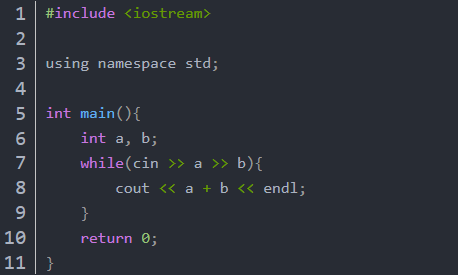 1 #include <iostream>
2
3 using namespace std;
4
5 int main(){
6     int a, b;
7     while(cin >> a >> b){
8         cout << a + b << endl;
9     }
10     return 0;
11 }